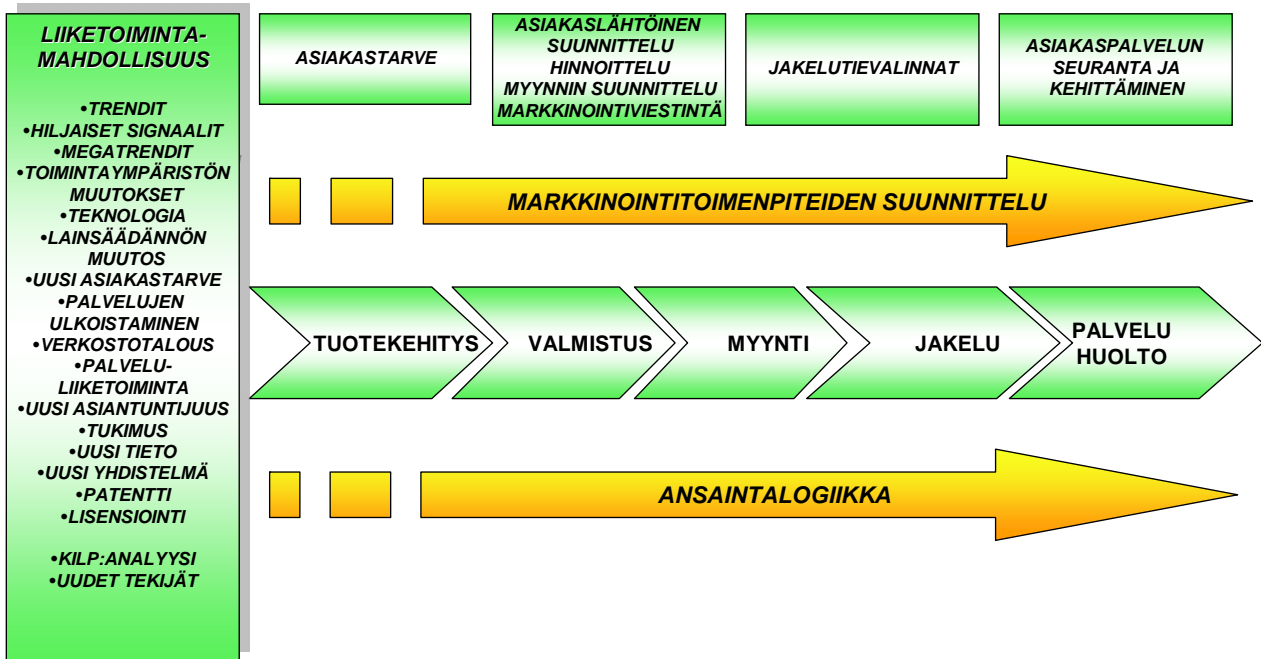 LIIKETOIMINTA-
MAHDOLLISUUS
•TRENDIT
•HILJAISET SIGNAALIT
•MEGATRENDIT
•TOIMINTAYMPÄRISTÖN
MUUTOKSET
•TEKNOLOGIA
•LAINSÄÄDÄNNÖN
MUUTOS
•UUSI ASIAKASTARVE
•PALVELUJEN
ULKOISTAMINEN
•VERKOSTOTALOUS
•PALVELU-
LIIKETOIMINTA
•UUSI ASIANTUNTIJUUS
•TUKIMUS
•UUSI TIETO
•UUSI YHDISTELMÄ
•PATENTTI
•LISENSIOINTI
•KILP:ANALYYSI
•UUDET TEKIJÄT
ASIAKASTARVE
ASIAKASLÄHTÖINEN
SUUNNITTELU
HINNOITTELU
MYYNNIN SUUNNITTELU
MARKKINOINTIVIESTINTÄ
JAKELUTIEVALINNAT
ASIAKASPALVELUN
SEURANTA JA
KEHITTÄMINEN
MARKKINOINTITOIMENPITEIDEN SUUNNITTELU
TUOTEKEHITYS
VALMISTUS
MYYNTI
JAKELU
PALVELU
HUOLTO
ANSAINTALOGIIKKA